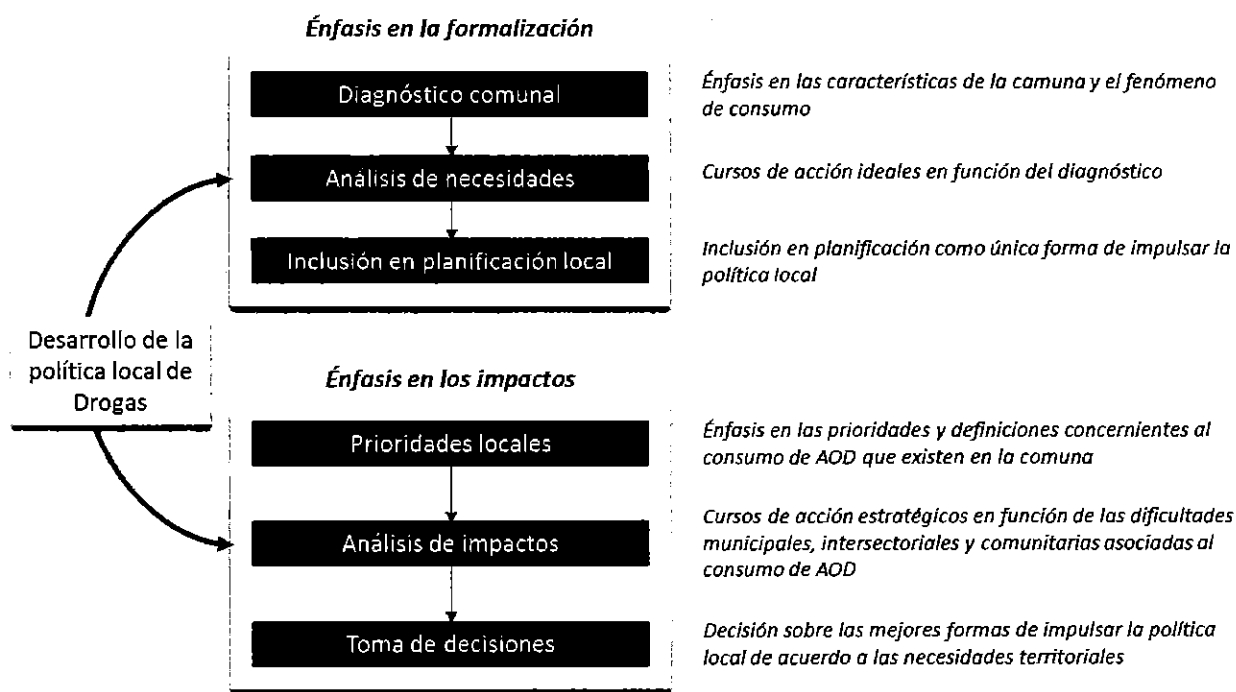 Énfasis en la formalización
Diagnóstico comunal
Énfasis en las características de la camuna y el fenómeno
de consumo
Análisis de necesidades
Cursos de acción ideales en función del diagnóstico
Inclusión en planificación local
Inclusión en planificación como única forma de impulsar la
política local
Desarrollo de la
política local de
Drogas
Énfasis en los impactos
Prioridades locales
Énfasis en las prioridades y definiciones concernientes al
consumo de AOD que existen en la comuna
Análisis de impactos
Cursos de acción estratégicos en función de las dificultades
municipales, intersectoriales y comunitarias asociadas al
consumo de AOD
Toma de decisiones
Decisión sobre las mejores formas de impulsar la política
local de acuerdo a las necesidades territoriales